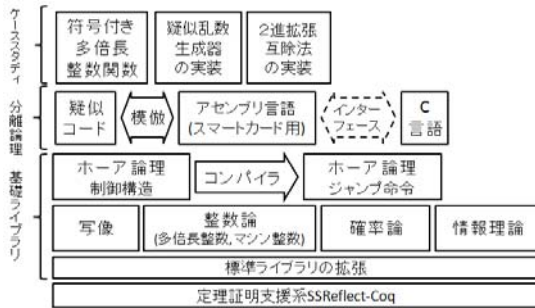 ケーススタディ
符号付き
多倍長
整数関数
疑似乱数
生成器
の実装
2進拡張
互除法
の実装
分離論理
疑似
コード
模倣
アセンブリ言語
(スマートカード用)
インター
フェース
C
言語
基礎ライブラリ
ホーア論理
制御構造
コンパイラ
ホーア論理
ジャンプ命令
写像
整数論
(多倍長整数,マシン整数)
確率論
情報理論
標準ライブラリの拡張
定理証明支援系SSReflect-Coq